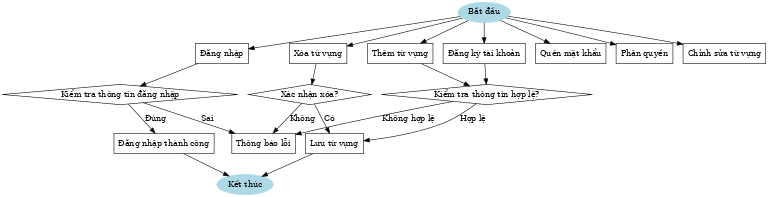 Bắt đầu
Đăng nhập
Xóa từ vựng
Thêm từ vựng
Đăng ký tài khoản
Quên mật khẩu
Phân quyền
Chỉnh sửa từ vựng
Kiểm tra thông tin đăng nhập
Xác nhận xóa?
Kiểm tra thông tin hợp lệ?
Đúng
Sai
Không
Có
Không hợp lệ
Hợp lệ
Đăng nhập thành công
Thông báo lỗi
Lưu từ vựng
Kết thúc